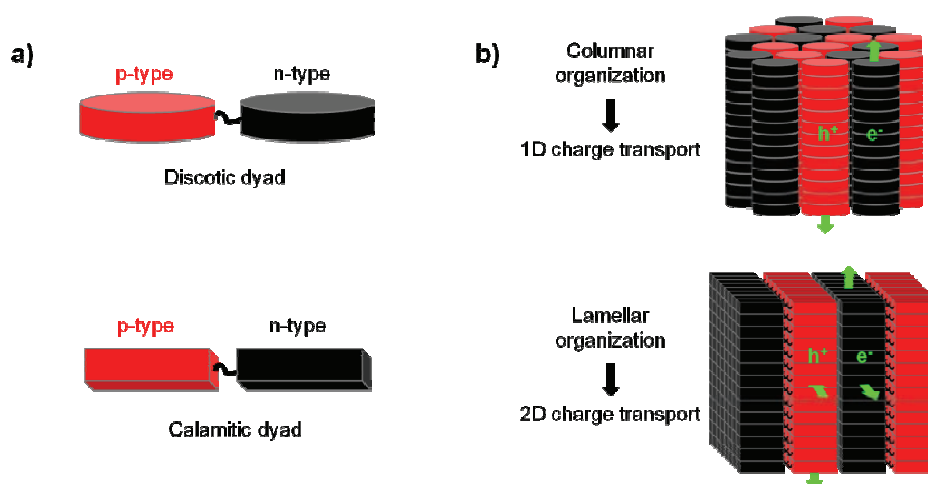 a)
p-type
n-type
Discotic dyad
p-type
n-type
Calamitic dyad
b)
Columnar
organization
1D charge transport
h⁺
e⁻
Lamellar
organization
2D charge transport
h⁺
e⁻